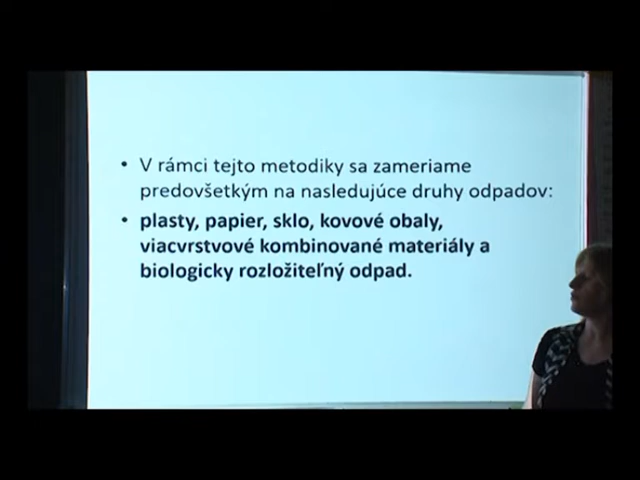 • V rámci tejto metodiky sa zameriame
predovšetkým na nasledujúce druhy odpadov:
• plasty, papier, sklo, kovové obaly,
viacvrstvové kombinované materiály a
biologicky rozložiteľný odpad.